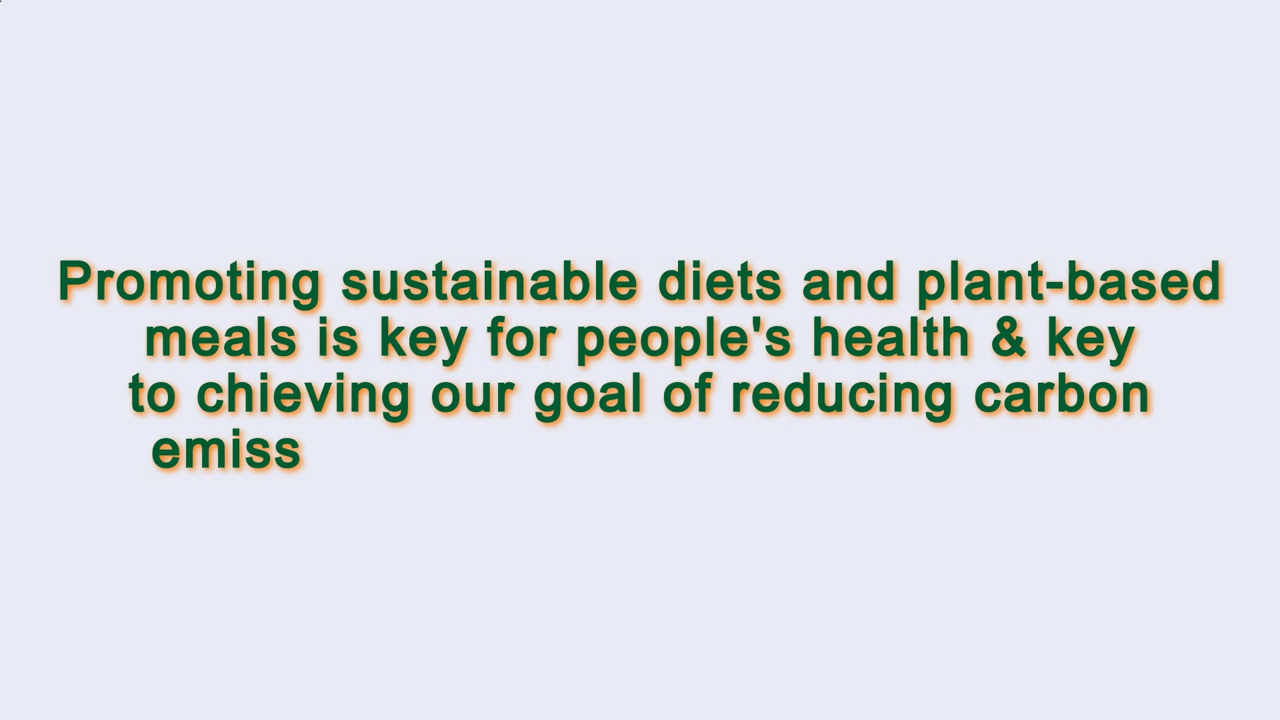 Promoting sustainable diets and plant-based
meals is key for people's health & key
to chieving our goal of reducing carbon
emiss